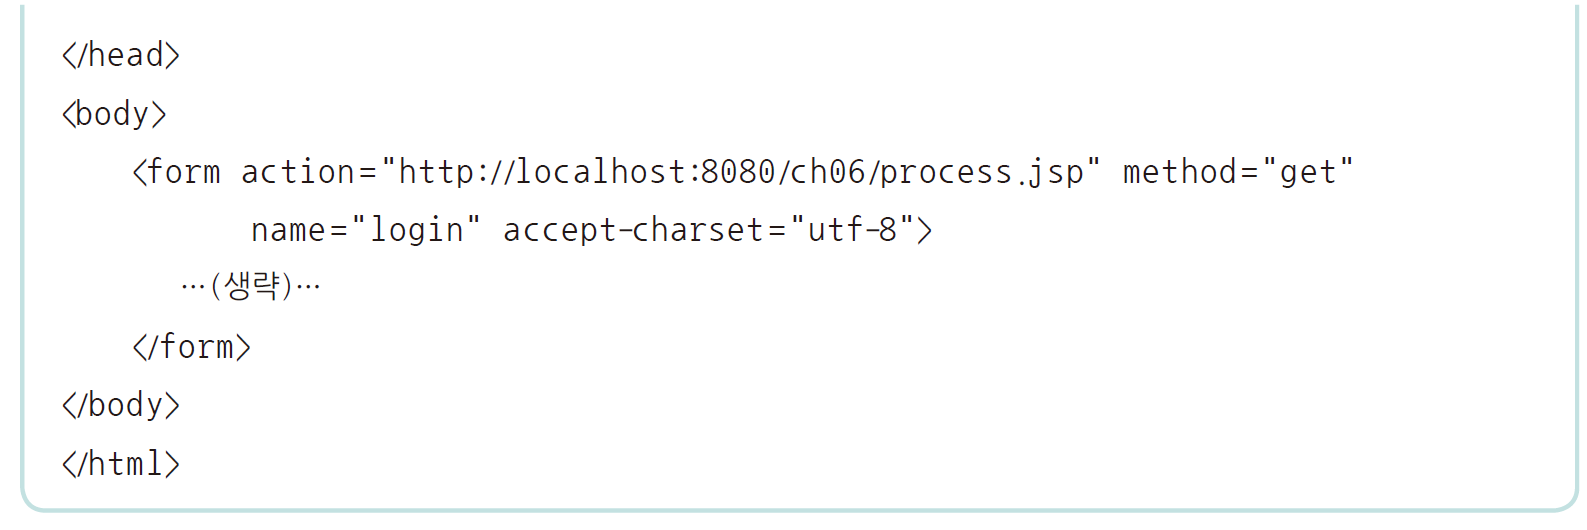 </head>
<body>
<form action="http://localhost:8080/ch06/process.jsp" method="get"
name="login" accept-charset="utf-8">
…(생략)…
</form>
</body>
</html>